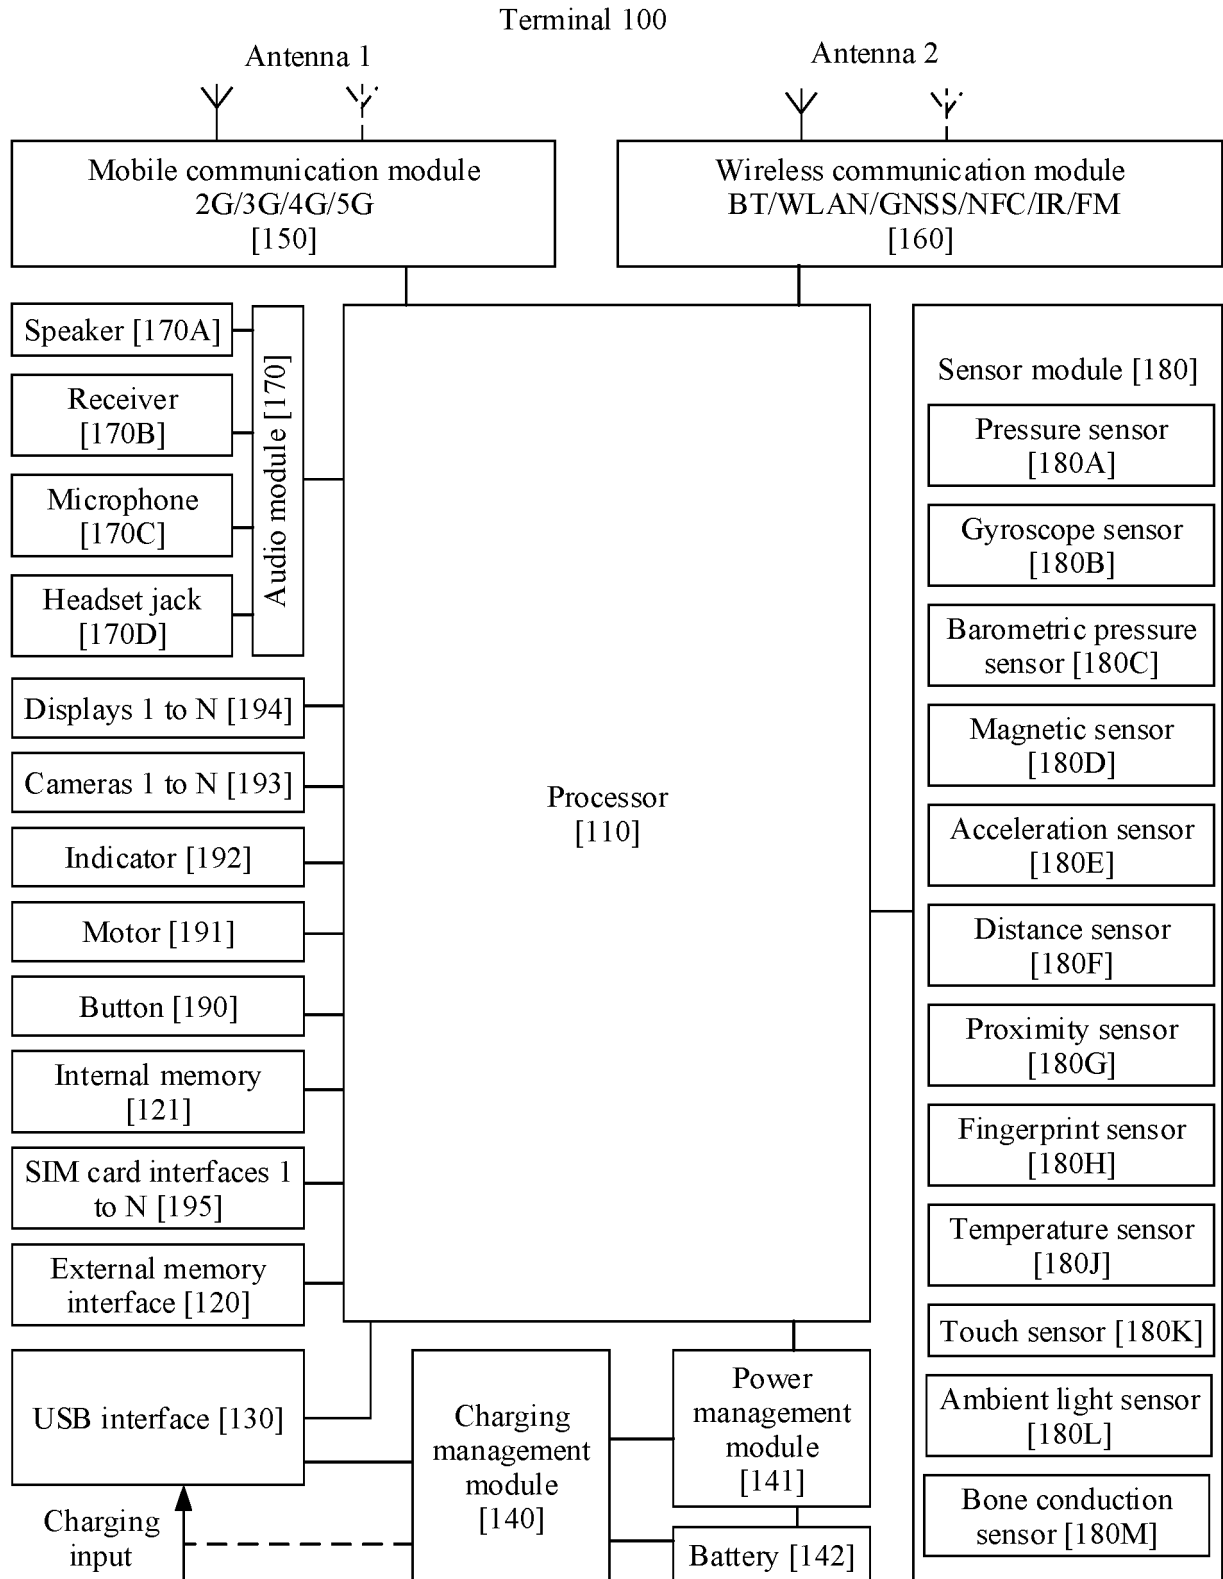 Terminal 100
Antenna 1
Antenna 2
Mobile communication module
2G/3G/4G/5G
[150]
Wireless communication module
BT/WLAN/GNSS/NFC/IR/FM
[160]
Speaker [170A]
Receiver
[170B]
Microphone
[170C]
Headset jack
[170D]
Audio module [170]
Displays 1 to N [194]
Cameras 1 to N [193]
Indicator [192]
Motor [191]
Button [190]
Internal memory
[121]
SIM card interfaces 1
to N [195]
External memory
interface [120]
USB interface [130]
Charging
input
Processor
[110]
Charging
management
module
[140]
Power
management
module
[141]
Battery [142]
Sensor module [180]
Pressure sensor
[180A]
Gyroscope sensor
[180B]
Barometric pressure
sensor [180C]
Magnetic sensor
[180D]
Acceleration sensor
[180E]
Distance sensor
[180F]
Proximity sensor
[180G]
Fingerprint sensor
[180H]
Temperature sensor
[180J]
Touch sensor [180K]
Ambient light sensor
[180L]
Bone conduction
sensor [180M]